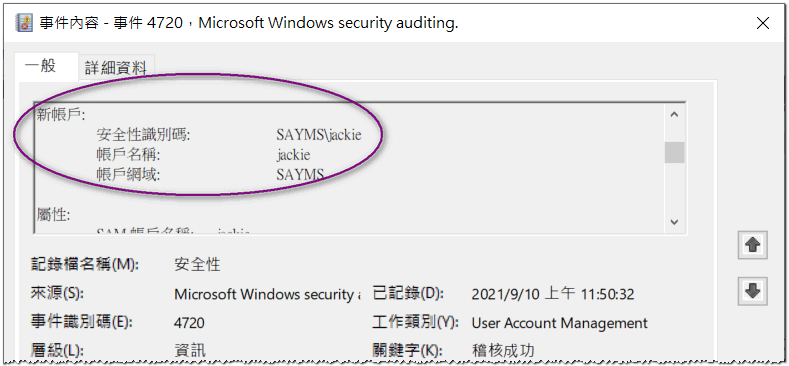 事件內容 - 事件 4720，Microsoft Windows security auditing.
一般 詳細資料
新帳戶:
安全性識別碼: SAYMS\jackie
帳戶名稱: jackie
帳戶網域: SAYMS
屬性:
SAM 帳戶名稱: jackie
記錄檔名稱(M): 安全性
來源(S): Microsoft Windows security a 已記錄(D): 2021/9/10 上午 11:50:32
事件識別碼(E): 4720 工作類別(Y): User Account Management
層級(L): 資訊 關鍵字(K): 稽核成功